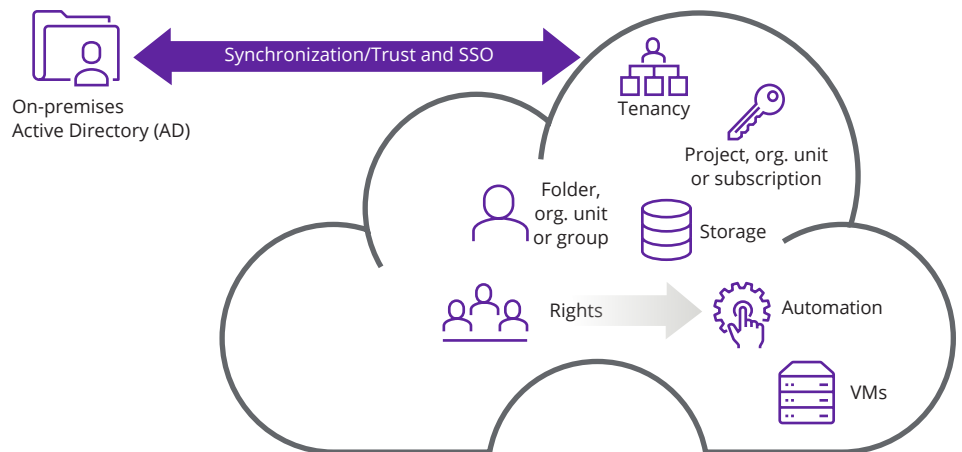 Synchronization/Trust and SSO
On-premises
Active Directory (AD)
Tenancy
Project, org. unit
or subscription
Folder,
org. unit
or group
Storage
Rights
Automation
VMs